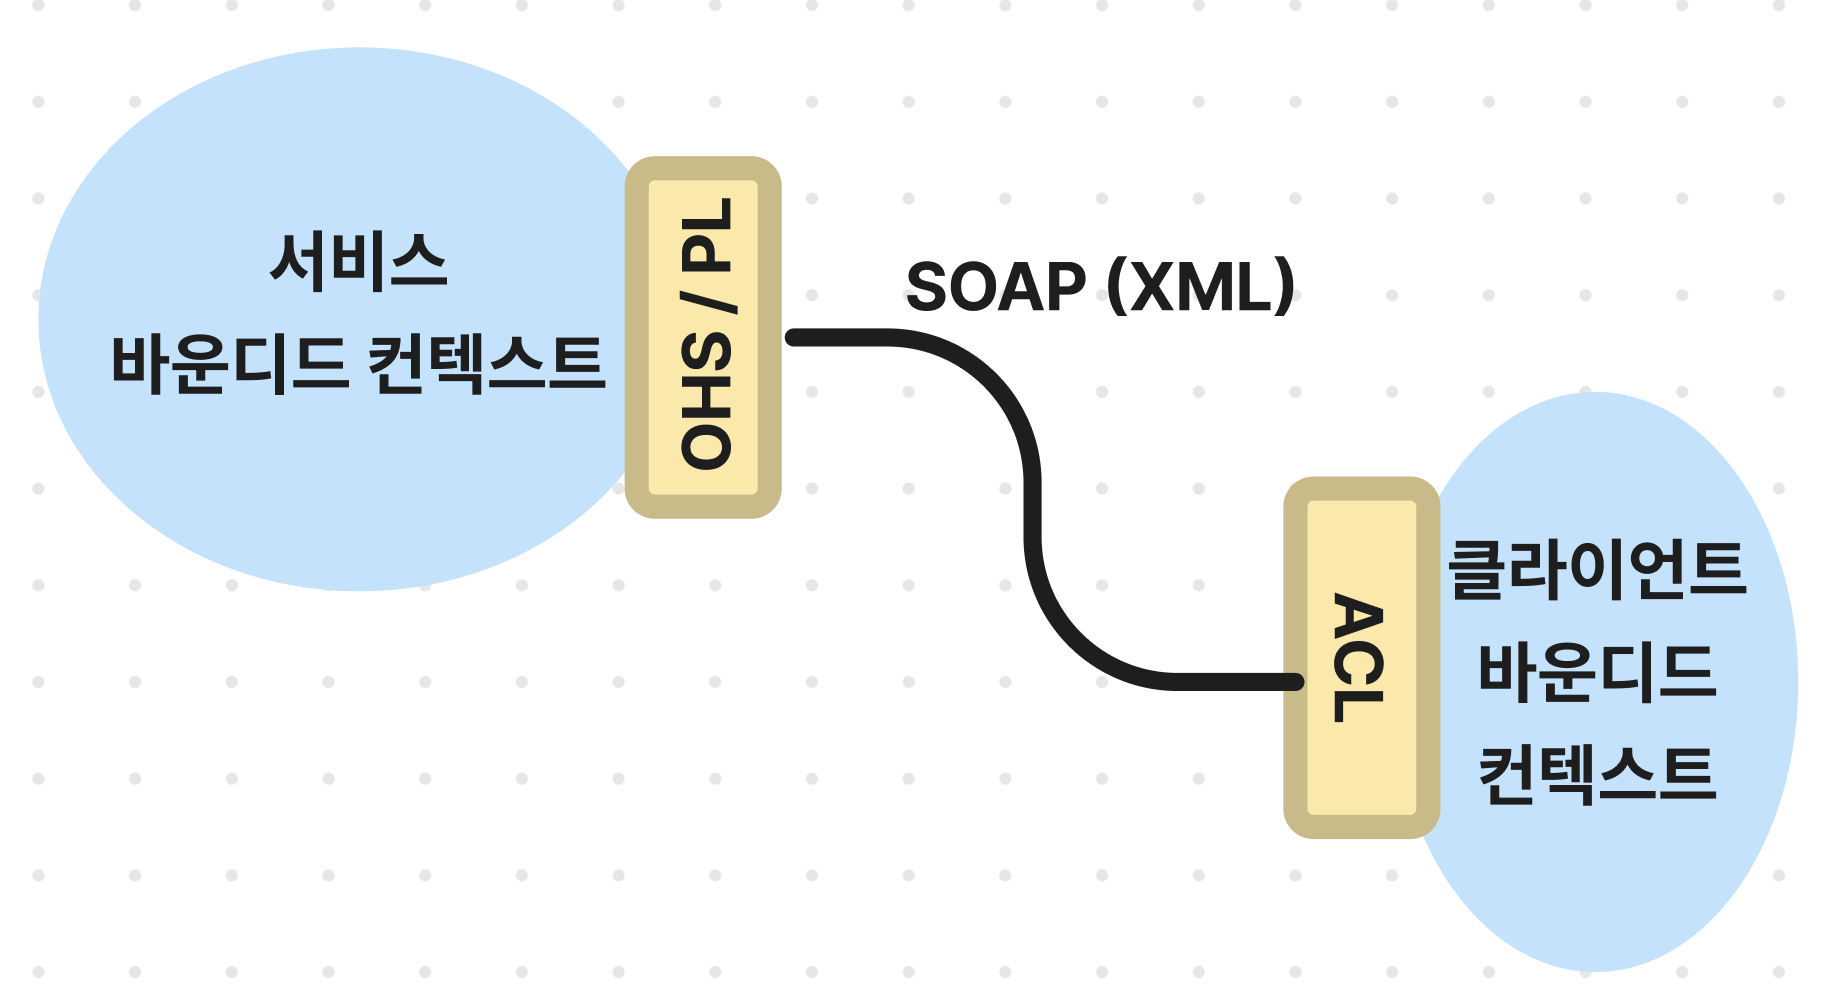 서비스
바운디드 컨텍스트
OHS / PL
SOAP (XML)
ACL
클라이언트
바운디드
컨텍스트